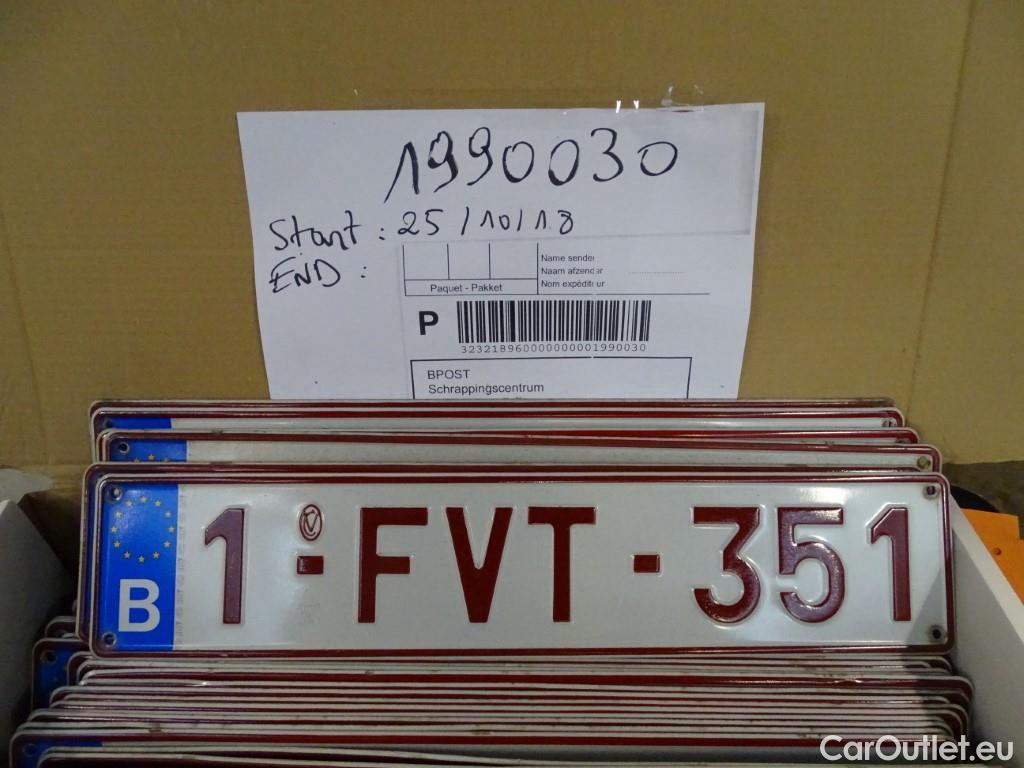 1990030
Start: 25/10/18
END:
Name sender
Naam afzender
Nom expéditeur
Paquet - Pakket
P
323218960000000001990030
BPOST
Schrappingscentrum
B
1-FVT-351
CarOutlet.eu